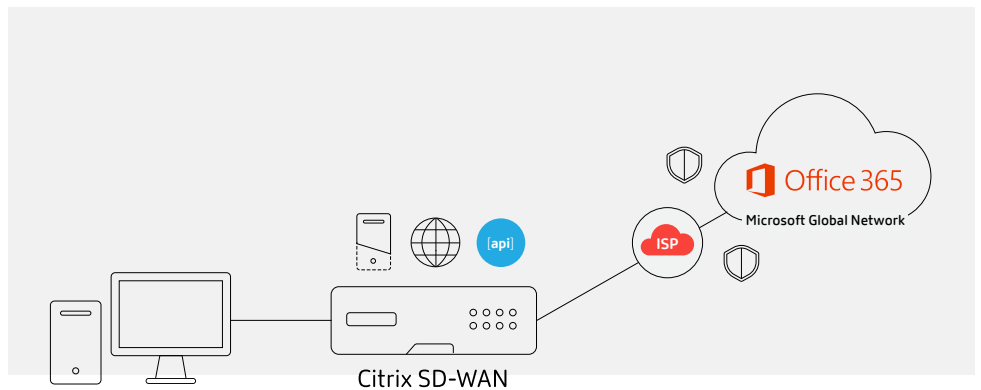 Office 365
Microsoft Global Network
ISP
[api]
Citrix SD-WAN